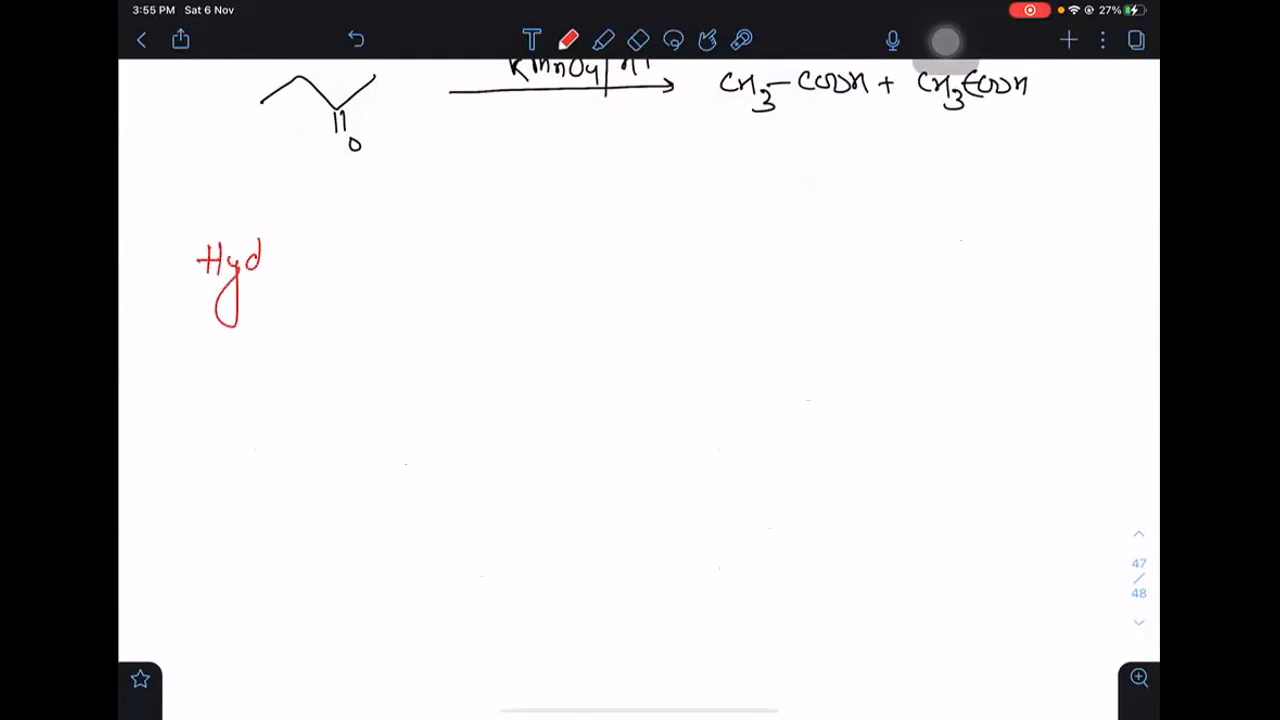 3:55 PM Sat 6 Nov 27%
T
KMnO4 | H+
CH3-COOH + CH3COOH
O
Hyd
47
/
48